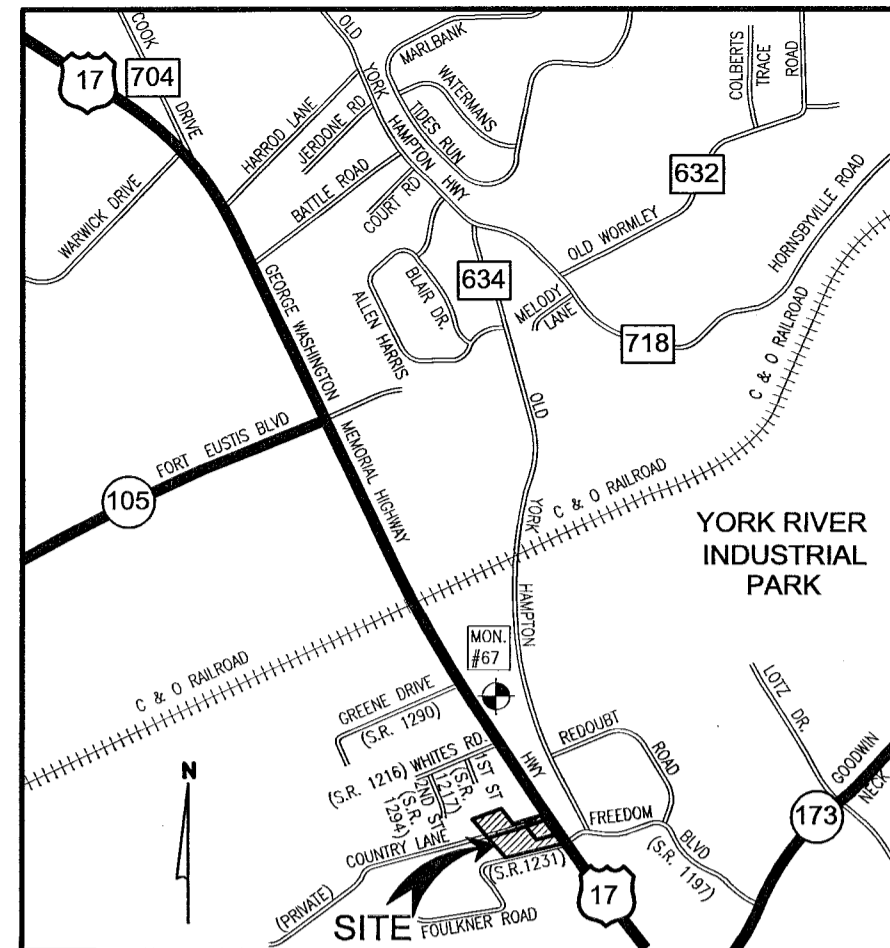 COOK
DRIVE
17
704
OLD
YORK
HAMPTON
HWY
MARLBANK
WATERMANS
TIDES RUN
COLBERTS
TRACE
ROAD
HARROD LANE
JERDONE RD
BATTLE ROAD
COURT RD
WARWICK DRIVE
632
OLD WORMLEY
HORNSBYVILLE ROAD
634
BLAIR DR.
ALLEN HARRIS
MELODY
LANE
718
C & O RAILROAD
GEORGE WASHINGTON
MEMORIAL HIGHWAY
FORT EUSTIS BLVD
105
OLD
YORK
HAMPTON
HWY
C & O RAILROAD
YORK RIVER
INDUSTRIAL
PARK
MON.
#67
C & O RAILROAD
GREENE DRIVE
(S.R. 1290)
LOTZ DR.
GOODWIN
NECK
173
REDOUBT
ROAD
(S.R. 1216) WHITES RD.
1ST ST
(S.R.
1217)
2ND ST
(S.R.
1294)
N
FREEDOM
BLVD
(S.R. 1197)
COUNTRY LANE
(PRIVATE)
(S.R.1231)
17
SITE
FOULKNER ROAD